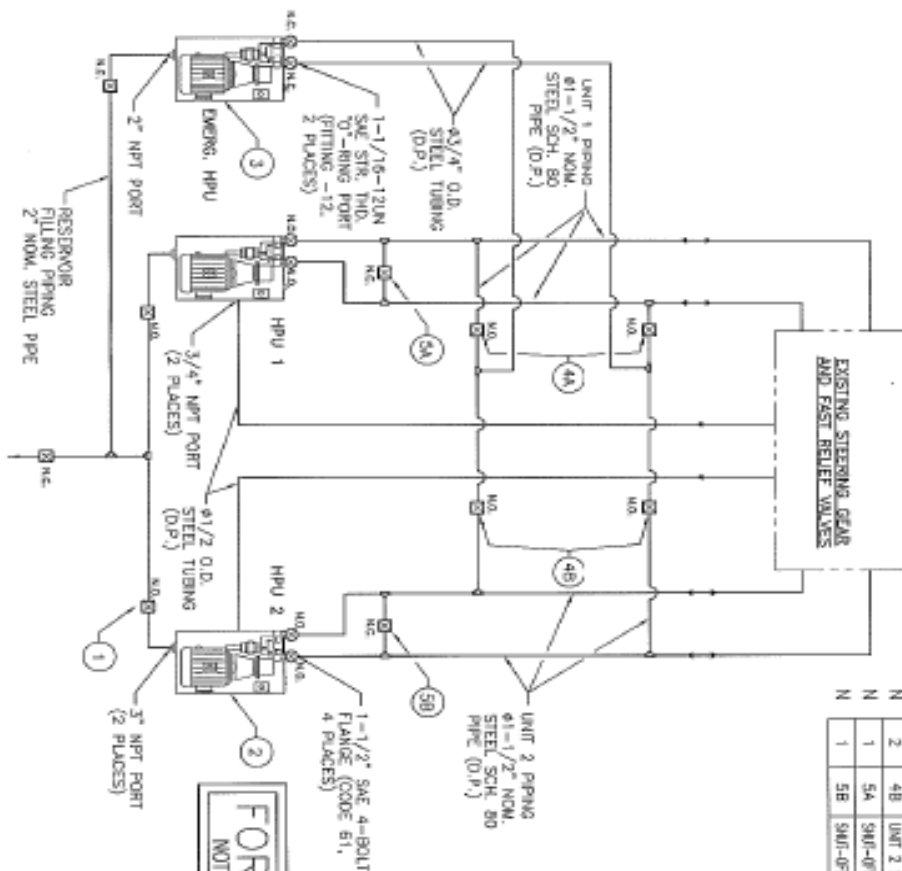 N.C.
N.C.
N.C.
EMERG. HPU
3
2" NPT PORT
RESERVOIR
FILLING PIPING
2" NOM. STEEL PIPE
1-1/16-12UN
SAE STR. THD.
"O"-RING PORT
(FITTING -12.
2 PLACES)
ø3/4" O.D.
STEEL TUBING
(D.P.)
UNIT 1 PIPING
ø1-1/2" NOM.
STEEL SCH. 80
PIPE (D.P.)
N.O.
N.O.
HPU 1
N.C.
5A
N.O.
N.O.
4A
EXISTING STEERING GEAR
AND FAST RELIEF VALVES
N.O.
3/4" NPT PORT
(2 PLACES)
N.C.
ø1/2 O.D.
STEEL TUBING
(D.P.)
N.O.
N.O.
4B
HPU 2
N.O.
N.O.
N.O.
1
2
3" NPT PORT
(2 PLACES)
N.C.
5B
1-1/2" SAE 4-BOLT
FLANGE (CODE 61,
4 PLACES)
UNIT 2 PIPING
ø1-1/2" NOM.
STEEL SCH. 80
PIPE (D.P.)
N 2 4B UNIT 2
N 1 5A SHUT-OF
N 1 5B SHUT-OF
FOR
NOT